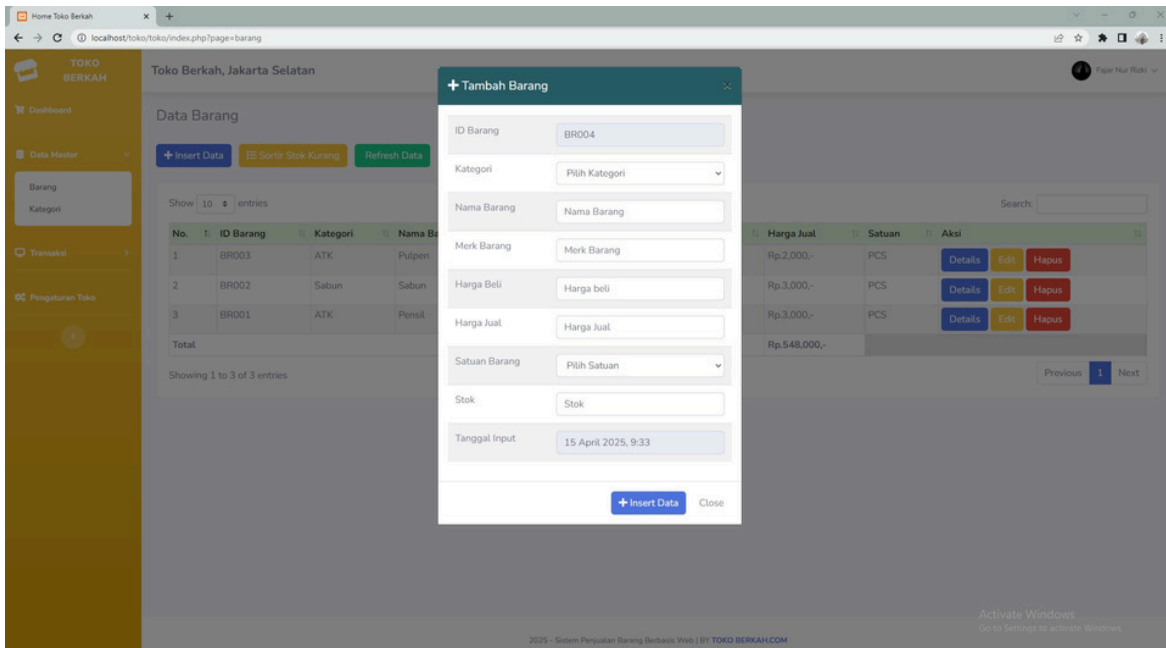 Home Toko Berkah
localhost/toko/toko/index.php?page=barang
TOKO BERKAH
Toko Berkah, Jakarta Selatan
Fajar Nur Rizki
Dashboard
Data Master
Barang
Kategori
Transaksi
Pengaturan Toko
Data Barang
Insert Data Sortir Stok Kurang Refresh Data
Show 10 entries
Search:
No. ID Barang Kategori Nama Ba Harga Jual Satuan Aksi
1 BR003 ATK Pulpen Rp.2,000,- PCS Details Edit Hapus
2 BR002 Sabun Sabun Rp.3,000,- PCS Details Edit Hapus
3 BR001 ATK Pensil Rp.3,000,- PCS Details Edit Hapus
Total Rp.548,000,-
Showing 1 to 3 of 3 entries
Previous 1 Next
Tambah Barang
ID Barang BR004
Kategori Pilih Kategori
Nama Barang Nama Barang
Merk Barang Merk Barang
Harga Beli Harga beli
Harga Jual Harga Jual
Satuan Barang Pilih Satuan
Stok Stok
Tanggal Input 15 April 2025, 9:33
Insert Data Close
Activate Windows
Go to Settings to activate Windows.
2025 - Sistem Penjualan Barang Berbasis Web | BY TOKO BERKAH.COM